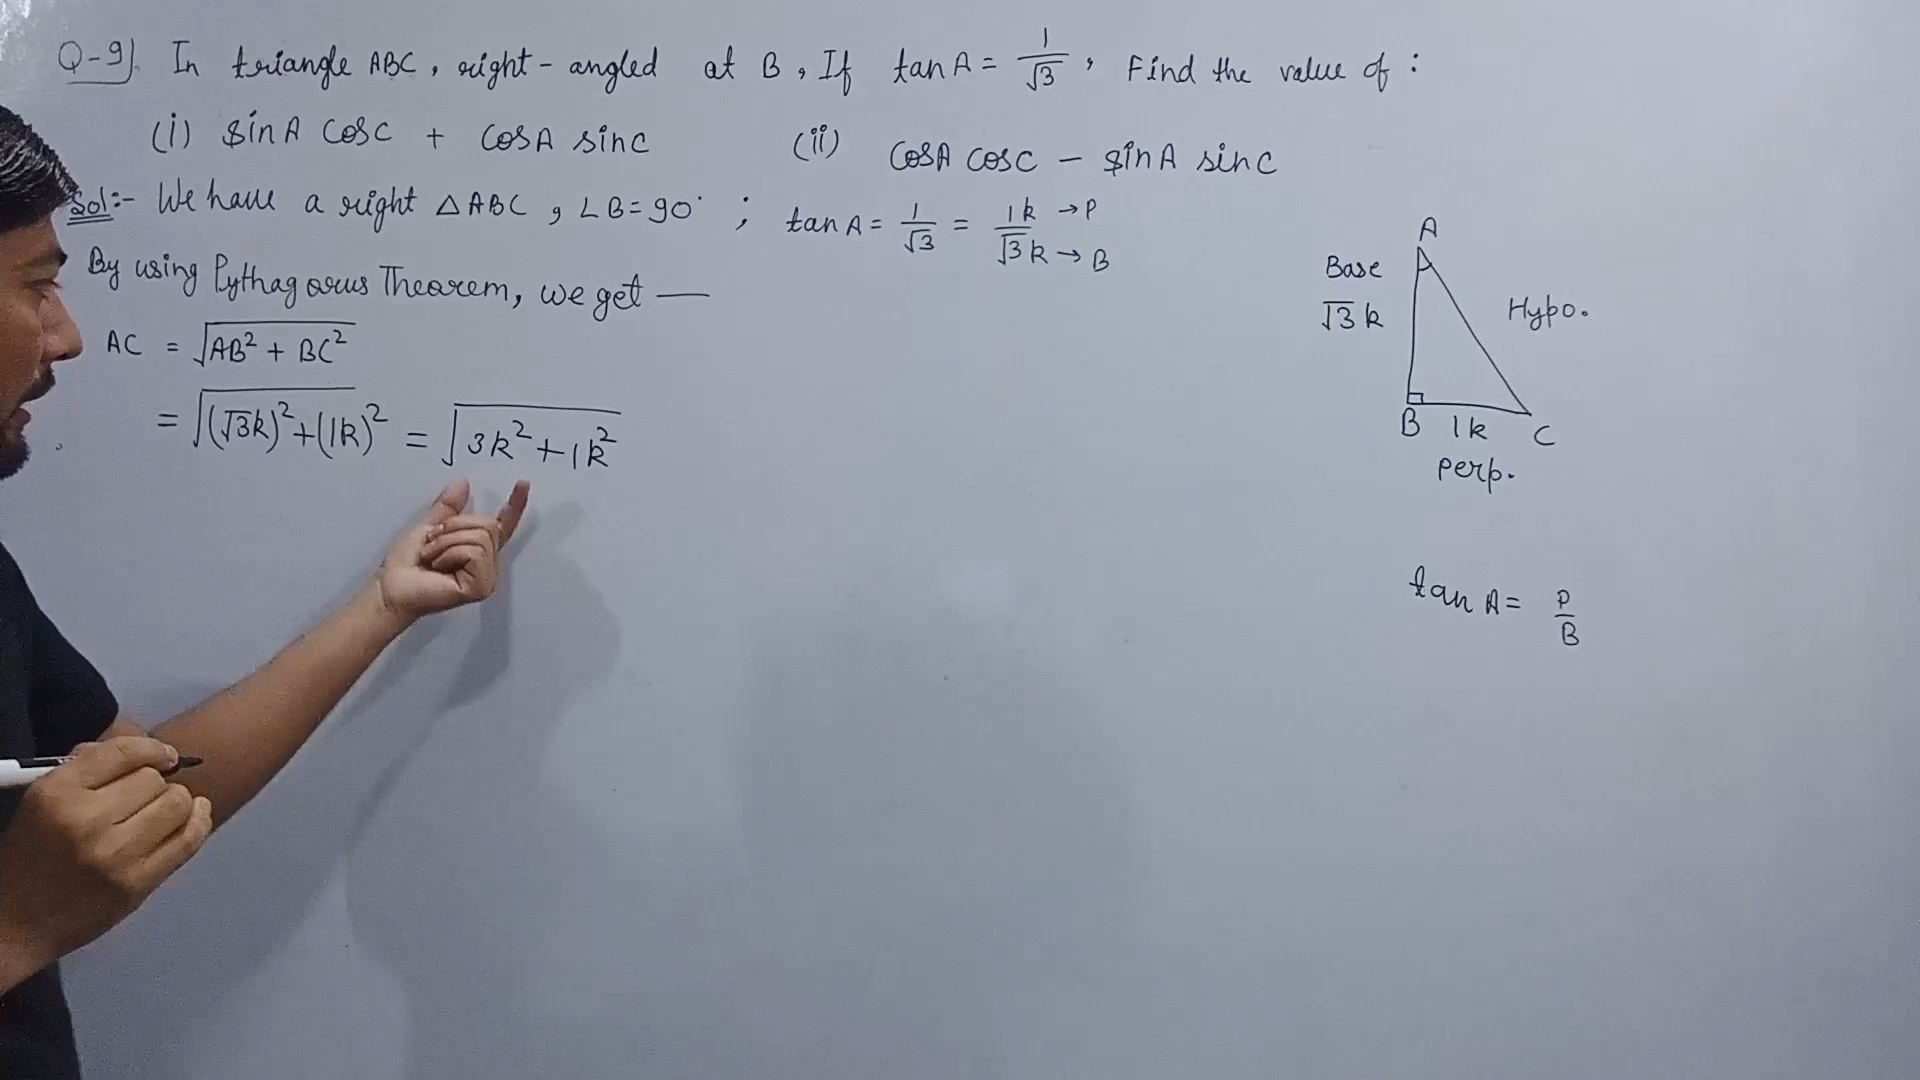 Q-9). In triangle ABC, right-angled at B, If tan A = 1/√3, Find the value of :
(i) sin A cos C + cos A sin C (ii) cos A cos C - sin A sin C
Sol:- We have a right △ABC, ∠B=90° ; tan A = 1/√3 = 1k/√3k →P →B
By using Pythagorus Theorem, we get —
AC = √(AB² + BC²)
= √((√3k)² + (1k)²) = √(3k² + 1k²)
A
Base
√3 k
Hypo.
B 1k C
perp.
tan A = P/B